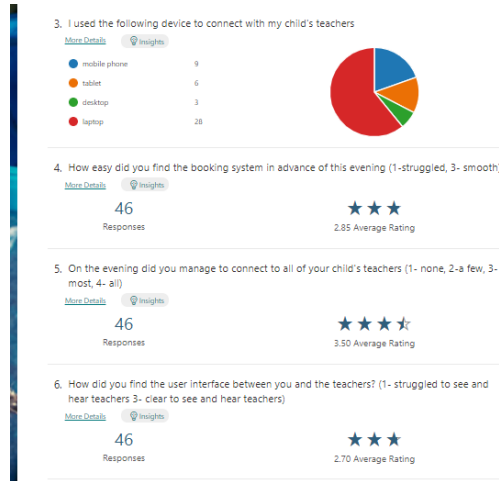 3. I used the following device to connect with my child's teachers
More Details Insights
mobile phone 9
tablet 6
desktop 3
laptop 28
4. How easy did you find the booking system in advance of this evening (1-struggled, 3- smooth)
More Details Insights
46
Responses
2.85 Average Rating
5. On the evening did you manage to connect to all of your child's teachers (1- none, 2-a few, 3-
most, 4- all)
More Details Insights
46
Responses
3.50 Average Rating
6. How did you find the user interface between you and the teachers? (1- struggled to see and
hear teachers 3- clear to see and hear teachers)
More Details Insights
46
Responses
2.70 Average Rating